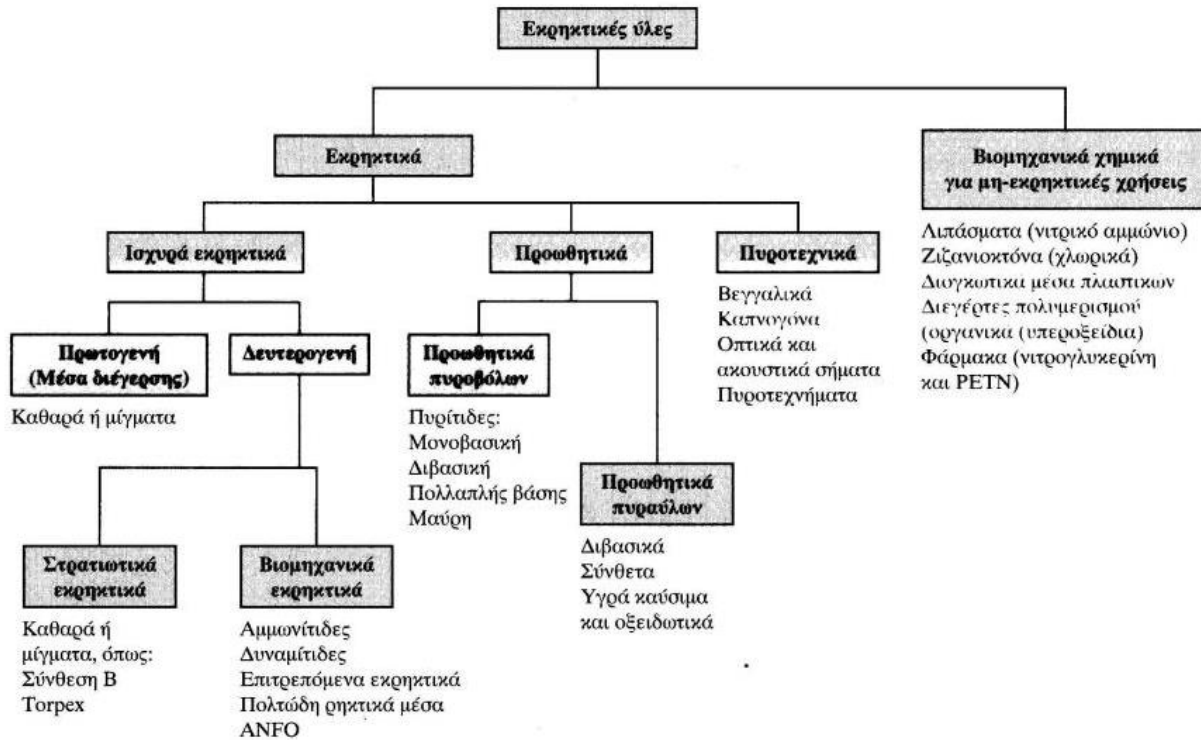 Εκρηκτικές ύλες
Εκρηκτικά
Βιομηχανικά χημικά
για μη-εκρηκτικές χρήσεις
Λιπάσματα (νιτρικό αμμώνιο)
Ζιζανιοκτόνα (χλωρικά)
Διογκωτικα μέσα πλαστικων
Διεγέρτες πολυμερισμού
(οργανικα (υπεροξείδια)
Φάρμακα (νιτρογλυκερίνη
και PETN)
Ισχυρά εκρηκτικά
Προωθητικά
Πυροτεχνικά
Βεγγαλικά
Καπνογόνα
Οπτικά και
ακουστικά σήματα
Πυροτεχνήματα
Πρωτογενή
(Μέσα διέγερσης)
Καθαρά ή μίγματα
Δευτερογενή
Προωθητικά
πυροβόλων
Πυρίτιδες:
Μονοβασική
Διβασική
Πολλαπλής βάσης
Μαύρη
Προωθητικά
πυραύλων
Διβασικά
Σύνθετα
Υγρά καύσιμα
και οξειδωτικά
Στρατιωτικά
εκρηκτικά
Καθαρά ή
μίγματα, όπως:
Σύνθεση Β
Torpex
Βιομηχανικά
εκρηκτικά
Αμμωνίτιδες
Δυναμίτιδες
Επιτρεπόμενα εκρηκτικά
Πολτώδη ρηκτικά μέσα
ANFO